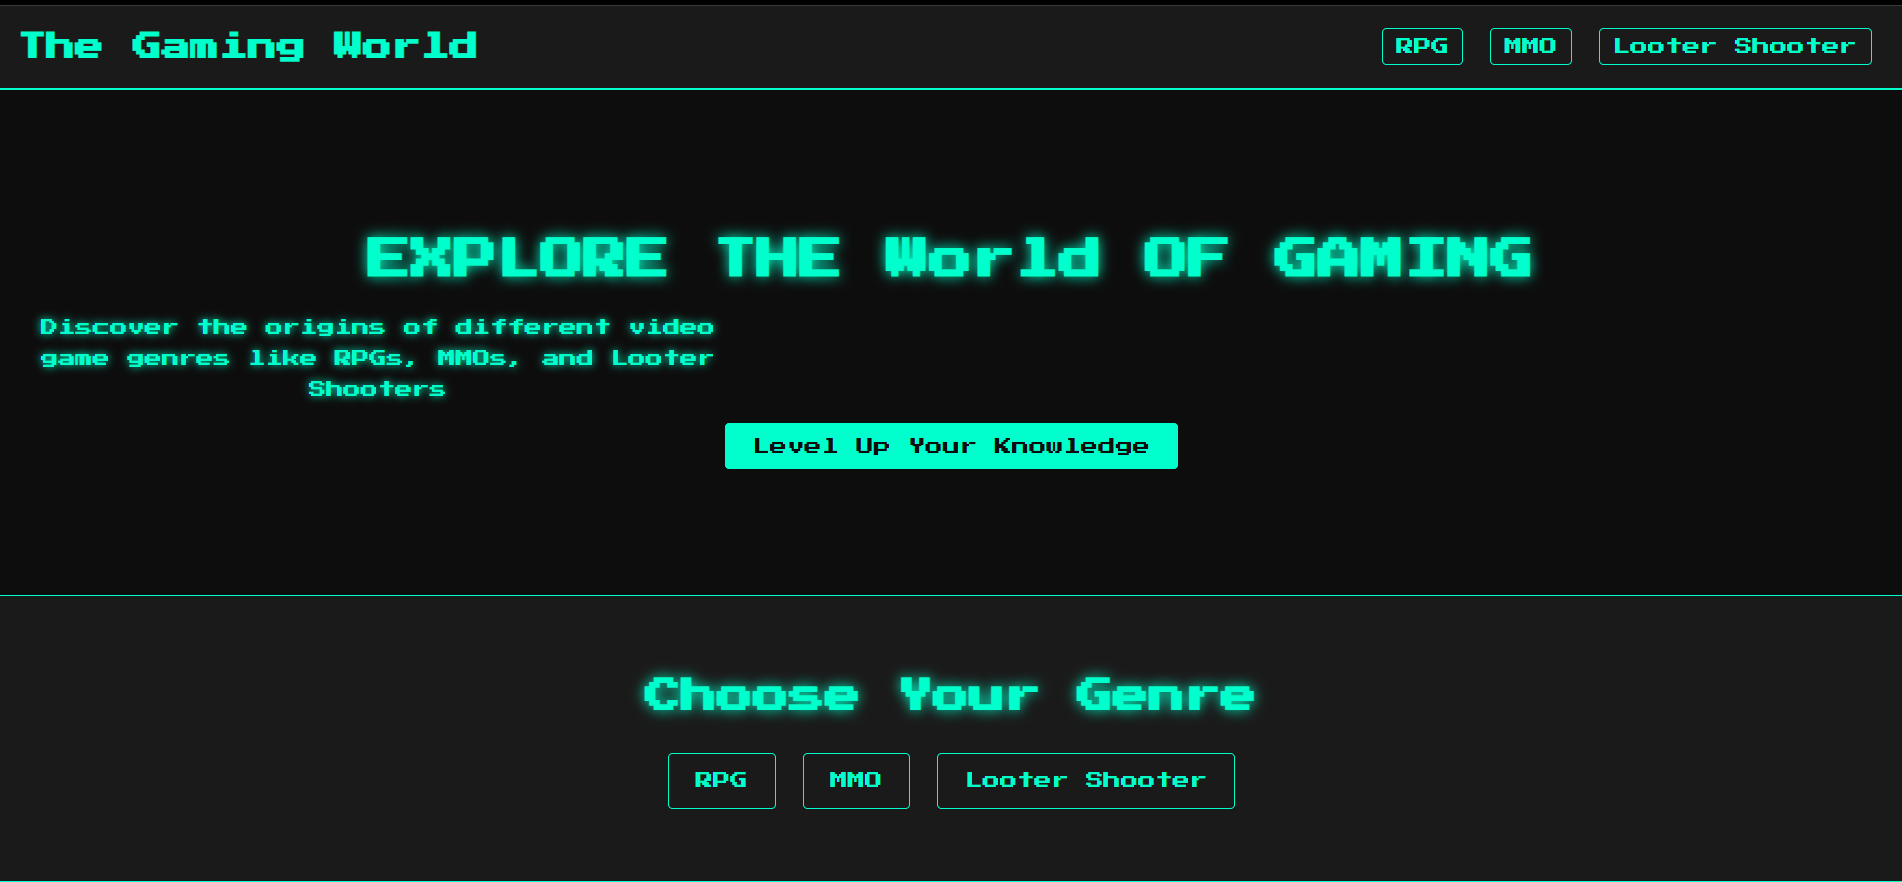 The Gaming World
RPG
MMO
Looter Shooter
EXPLORE THE World OF GAMING
Discover the origins of different video
game genres like RPGs, MMOs, and Looter
Shooters
Level Up Your Knowledge
Choose Your Genre
RPG
MMO
Looter Shooter